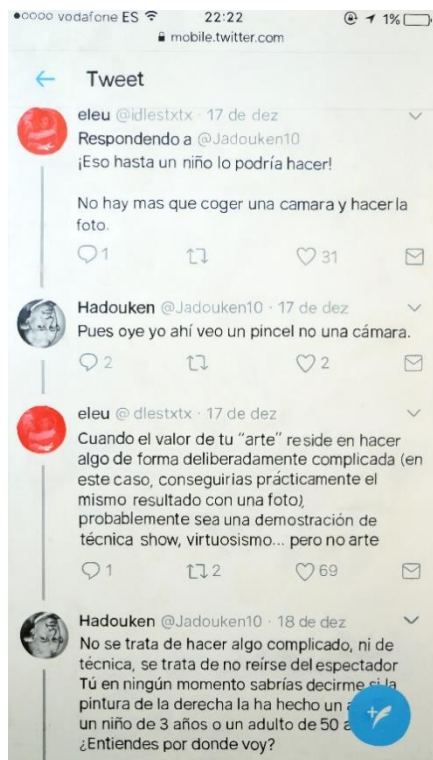 vodafone ES 22:22 1%
mobile.twitter.com
Tweet
eleu @idlestxtx · 17 de dez
Respondendo a @Jadouken10
¡Eso hasta un niño lo podría hacer!
No hay mas que coger una camara y hacer la
foto.
1 31
Hadouken @Jadouken10 · 17 de dez
Pues oye yo ahí veo un pincel no una cámara.
2 2
eleu @ dlestxtx · 17 de dez
Cuando el valor de tu “arte” reside en hacer
algo de forma deliberadamente complicada (en
este caso, conseguirias prácticamente el
mismo resultado con una foto),
probablemente sea una demostración de
técnica show, virtuosismo... pero no arte
1 2 69
Hadouken @Jadouken10 · 18 de dez
No se trata de hacer algo complicado, ni de
técnica, se trata de no reírse del espectador
Tú en ningún momento sabrías decirme si la
pintura de la derecha la ha hecho un
un niño de 3 años o un adulto de 50
¿Entiendes por donde voy?